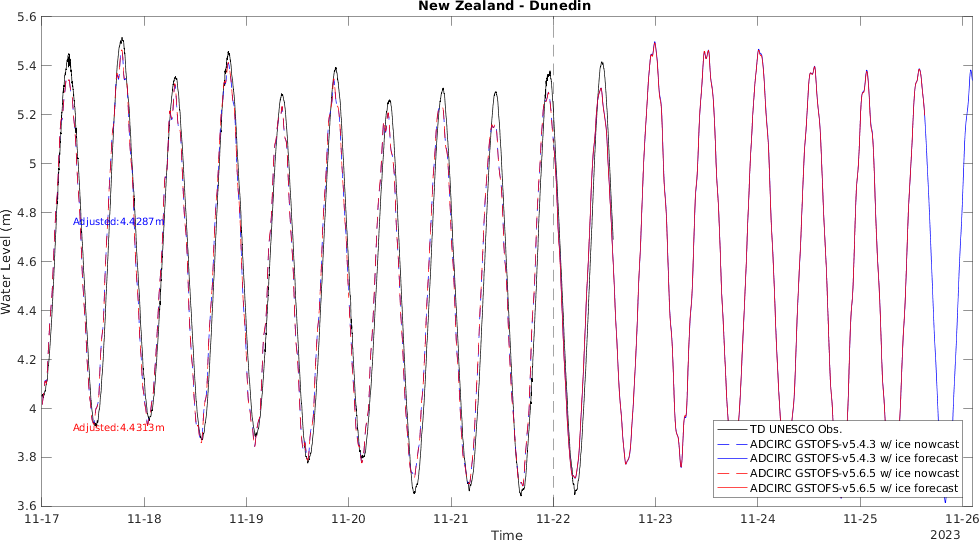 New Zealand - Dunedin
5.6
5.4
5.2
5
4.8
4.6
4.4
4.2
4
3.8
3.6
Water Level (m)
Adjusted:4.4287m
Adjusted:4.4313m
TD UNESCO Obs.
ADCIRC GSTOFS-v5.4.3 w/ ice nowcast
ADCIRC GSTOFS-v5.4.3 w/ ice forecast
ADCIRC GSTOFS-v5.6.5 w/ ice nowcast
ADCIRC GSTOFS-v5.6.5 w/ ice forecast
11-17 11-18 11-19 11-20 11-21 11-22 11-23 11-24 11-25 11-26
Time
2023